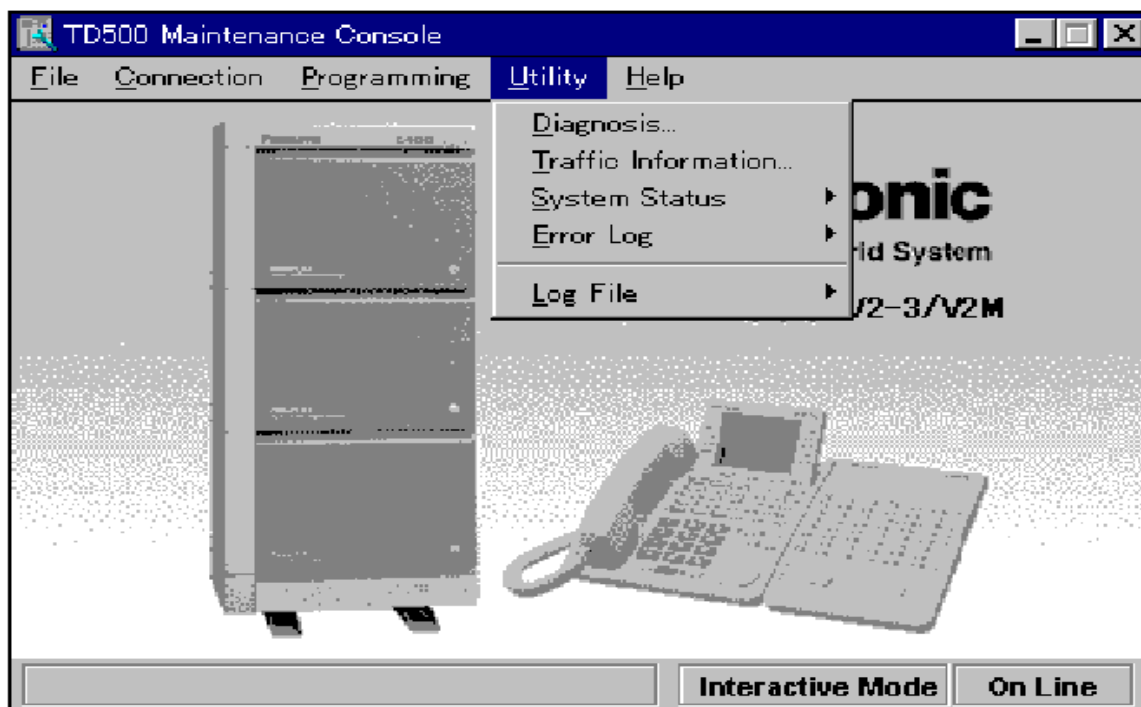 TD500 Maintenance Console
File Connection Programming Utility Help
Diagnosis...
Traffic Information...
System Status
Error Log
Log File
onic
rid System
V2-3/V2M
Interactive Mode On Line